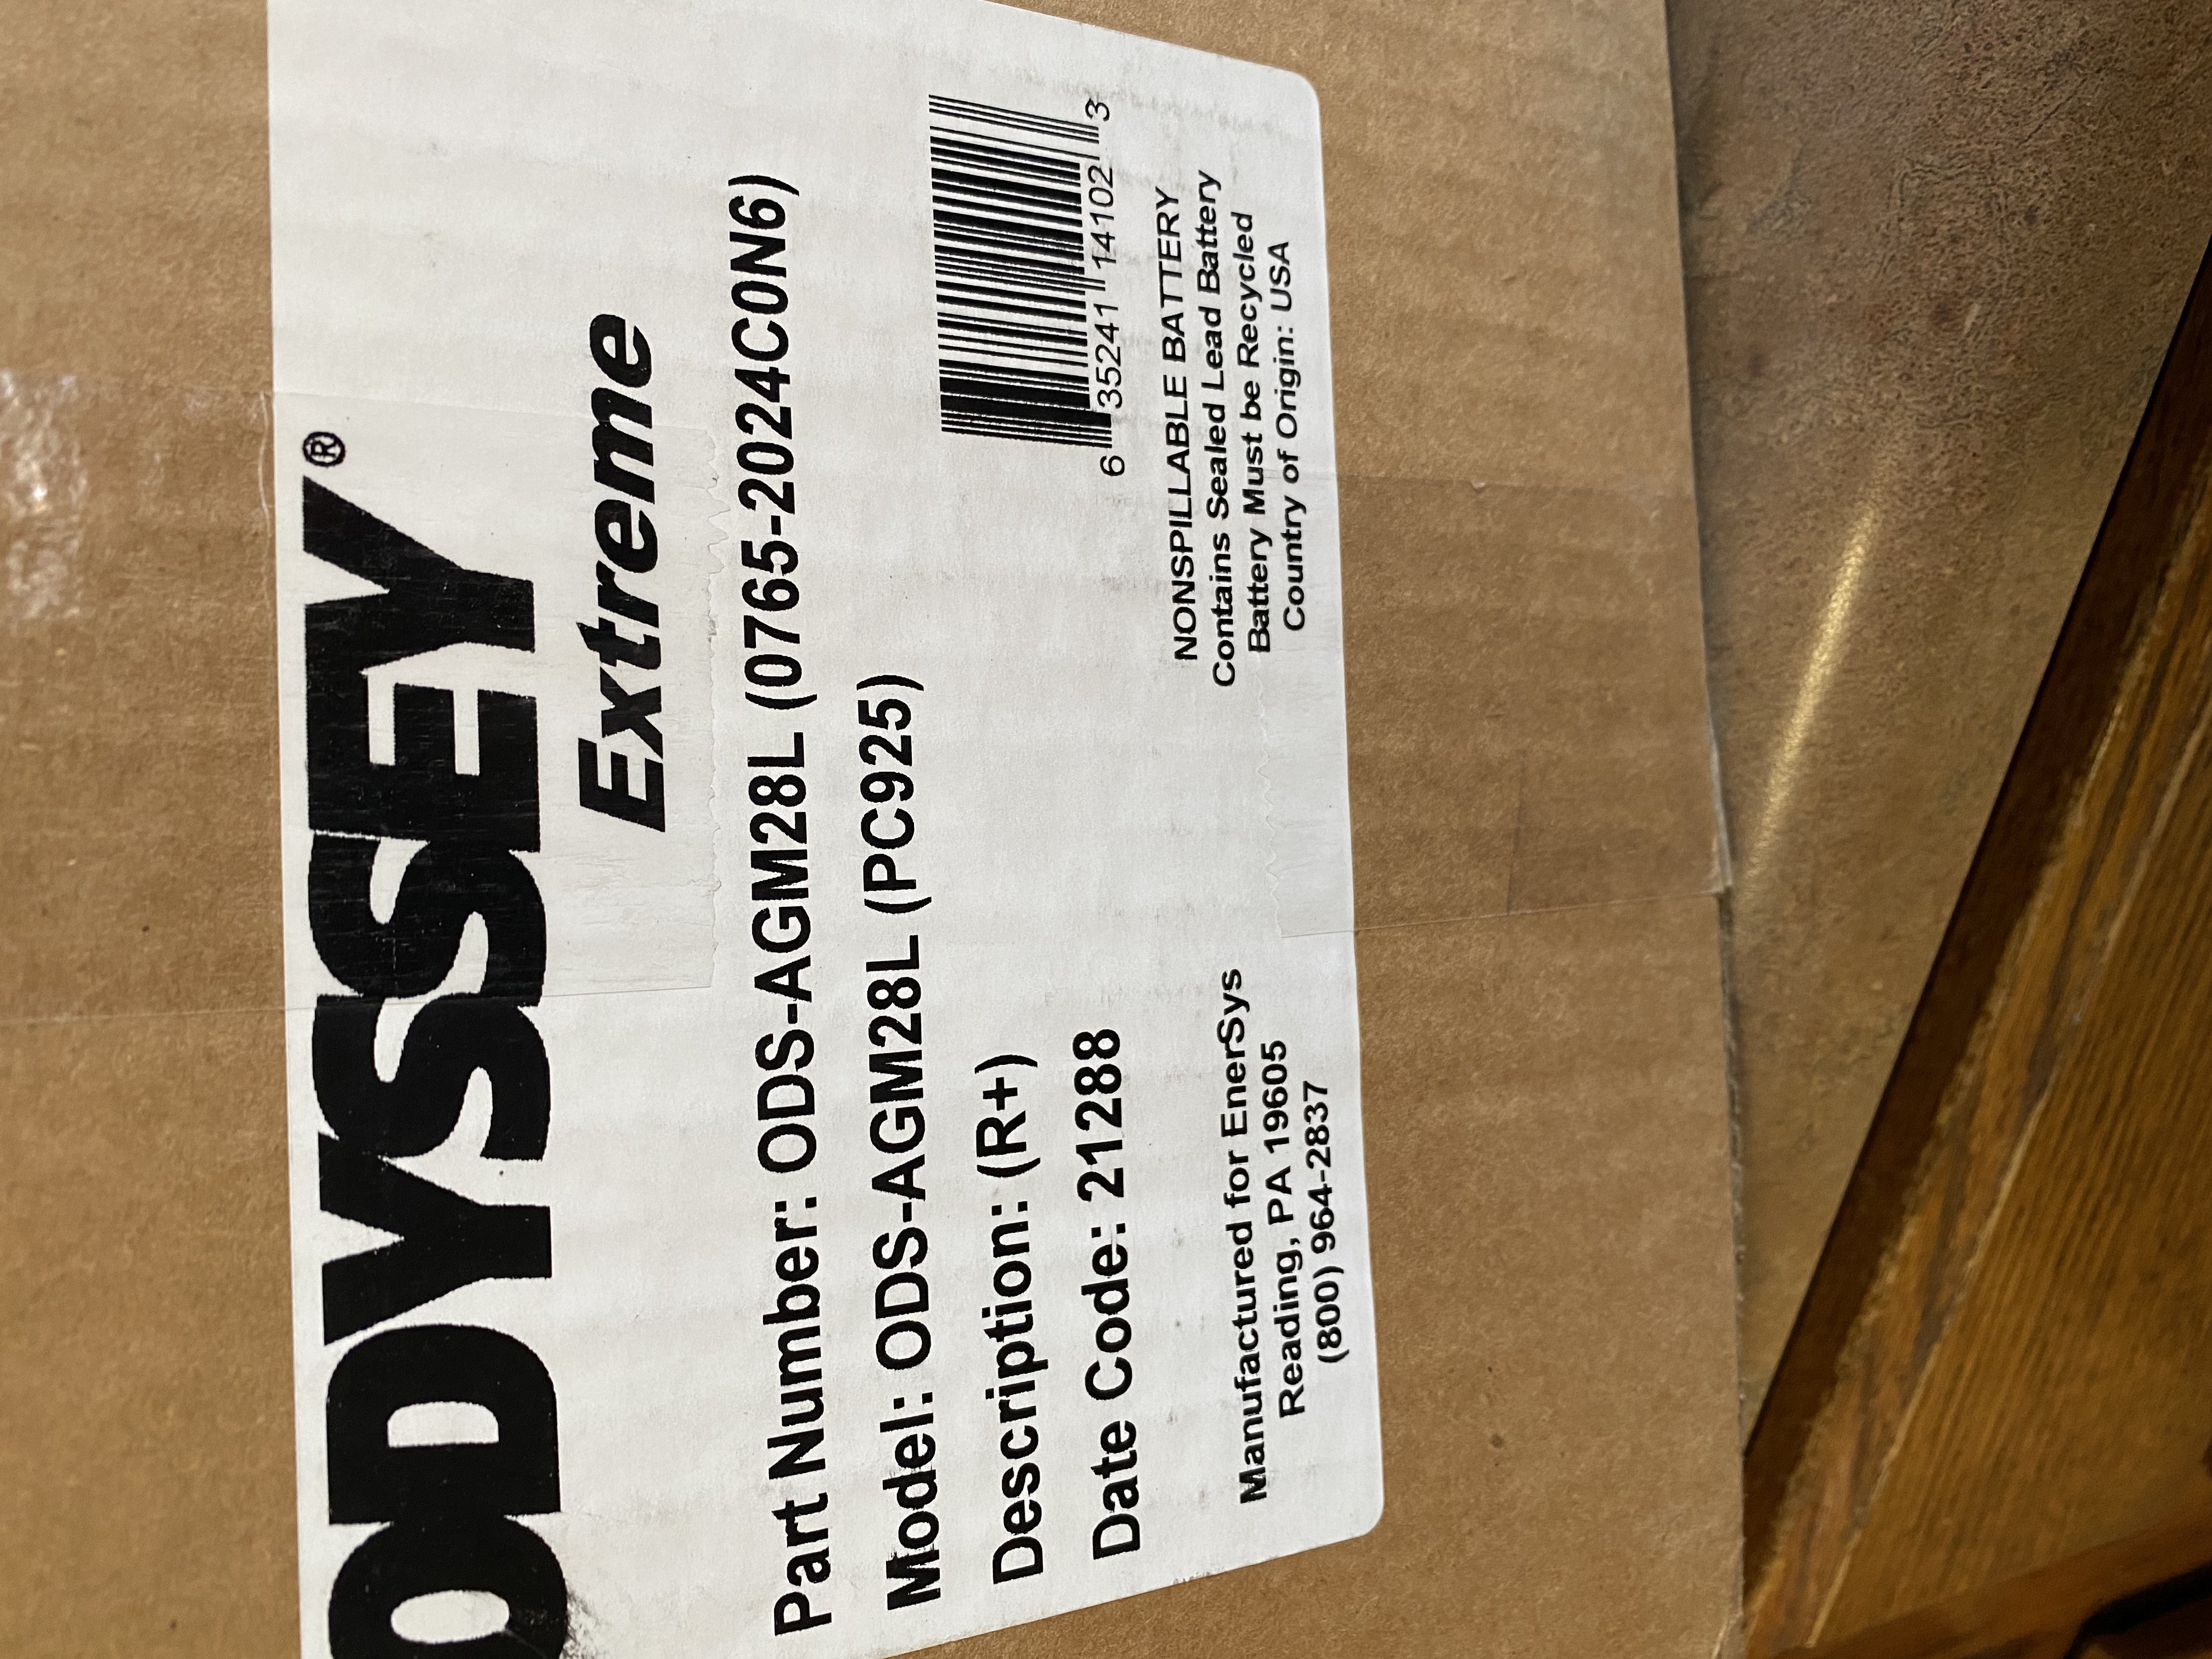 ODYSSEY®
Extreme
Part Number: ODS-AGM28L (0765-2024C0N6)
Model: ODS-AGM28L (PC925)
Description: (R+)
Date Code: 21288
6 35241 14102 3
Manufactured for EnerSys
Reading, PA 19605
(800) 964-2837
NONSPILLABLE BATTERY
Contains Sealed Lead Battery
Battery Must be Recycled
Country of Origin: USA